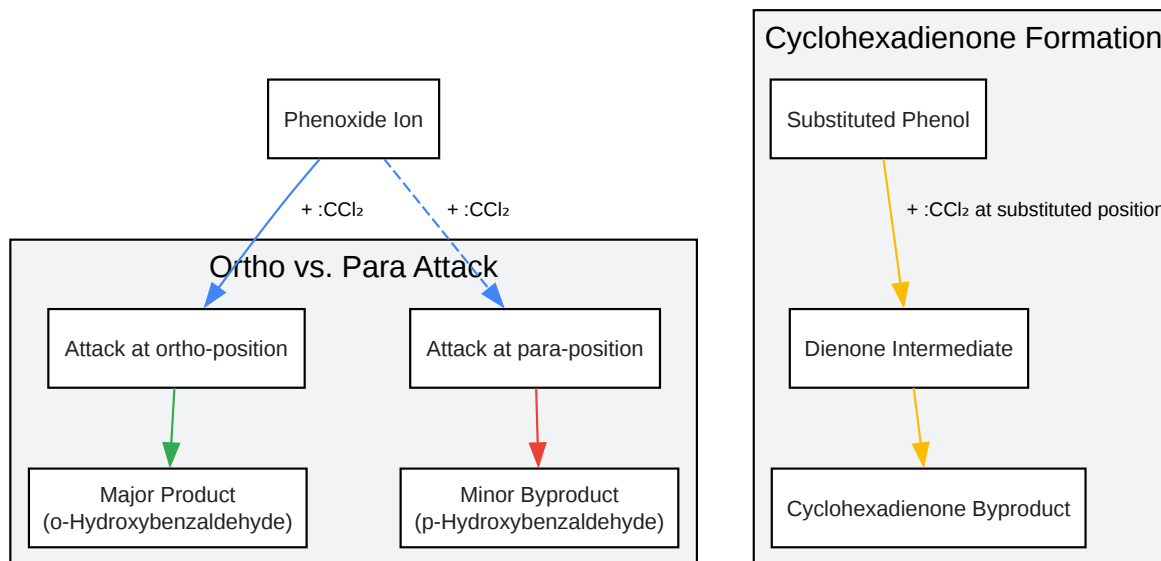 Cyclohexadienone Formation
Phenoxide Ion
Substituted Phenol
+ :CCl₂
+ :CCl₂
+ :CCl₂ at substituted position
Ortho vs. Para Attack
Attack at ortho-position
Attack at para-position
Dienone Intermediate
Major Product
(o-Hydroxybenzaldehyde)
Minor Byproduct
(p-Hydroxybenzaldehyde)
Cyclohexadienone Byproduct